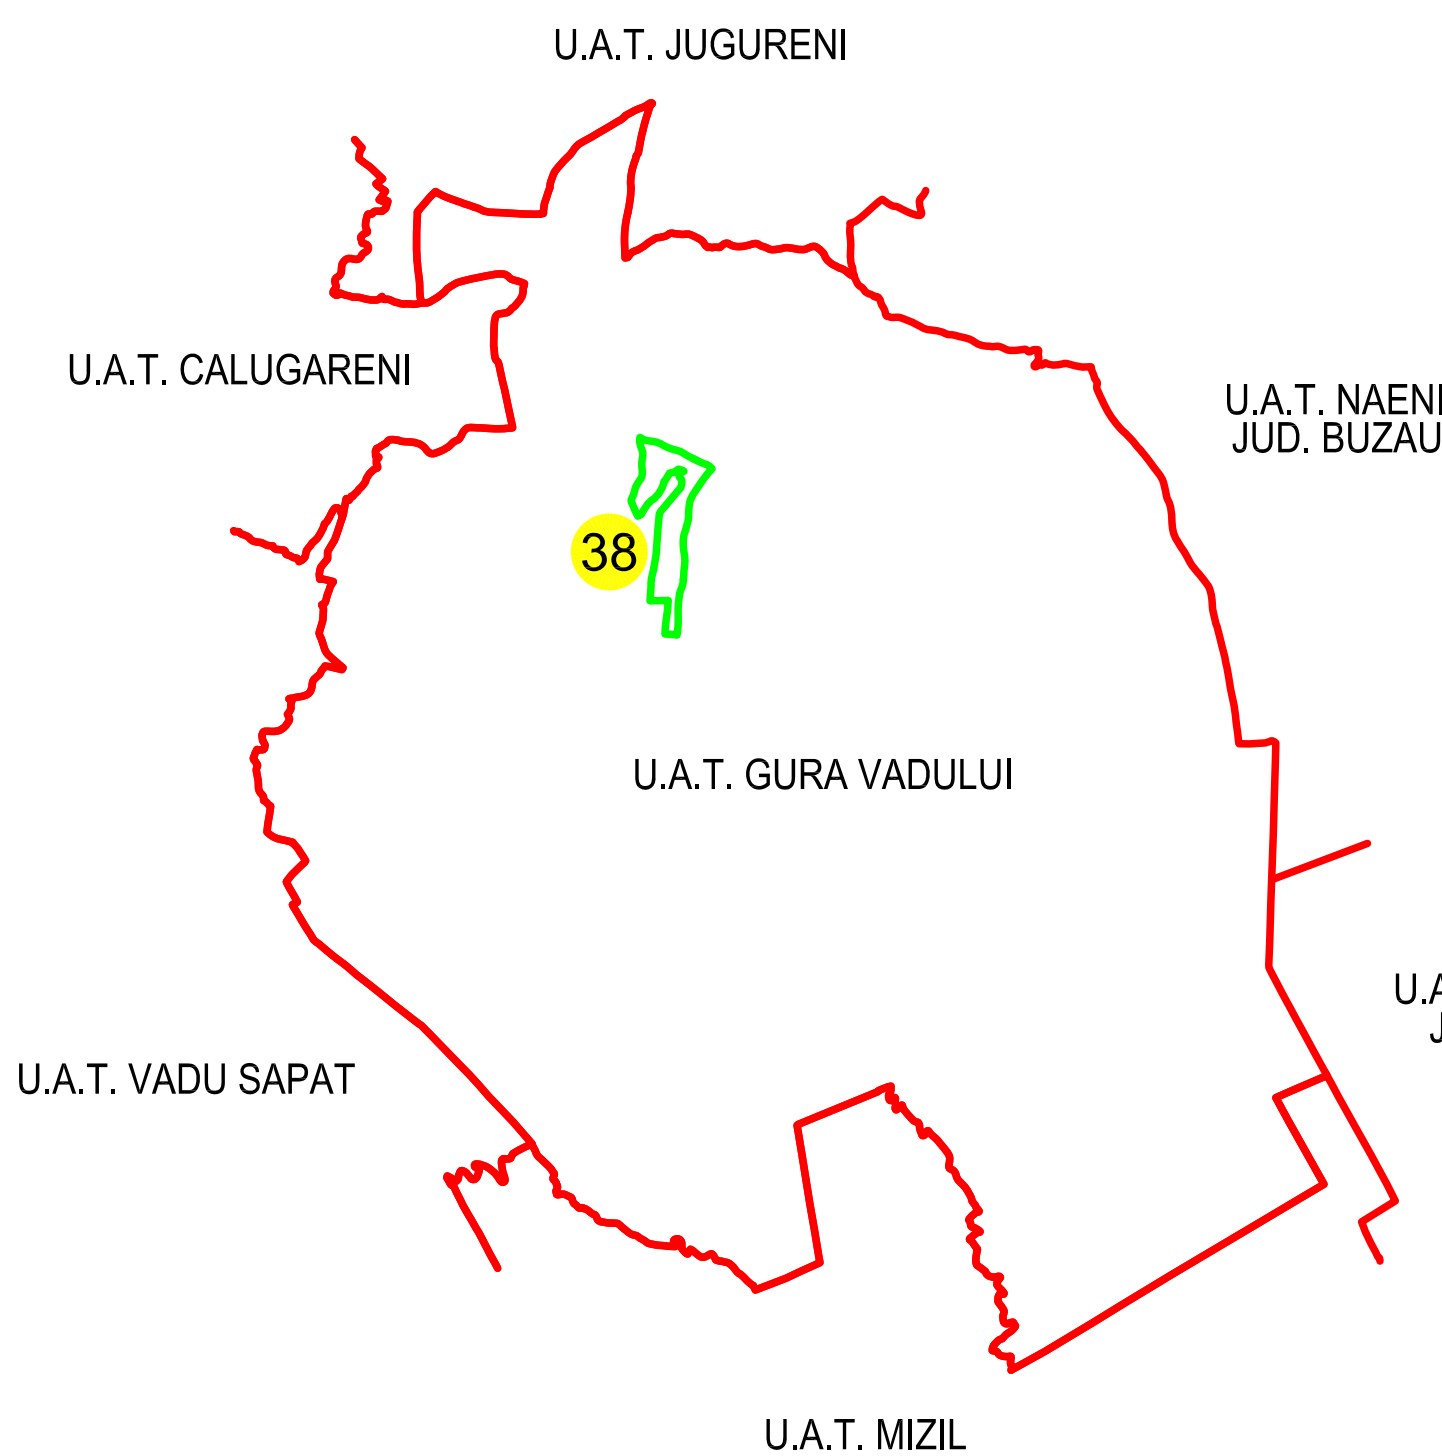 U.A.T. JUGURENI
U.A.T. CALUGARENI
U.A.T. NAENI
JUD. BUZAU
38
U.A.T. GURA VADULUI
U.A
J
U.A.T. VADU SAPAT
U.A.T. MIZIL